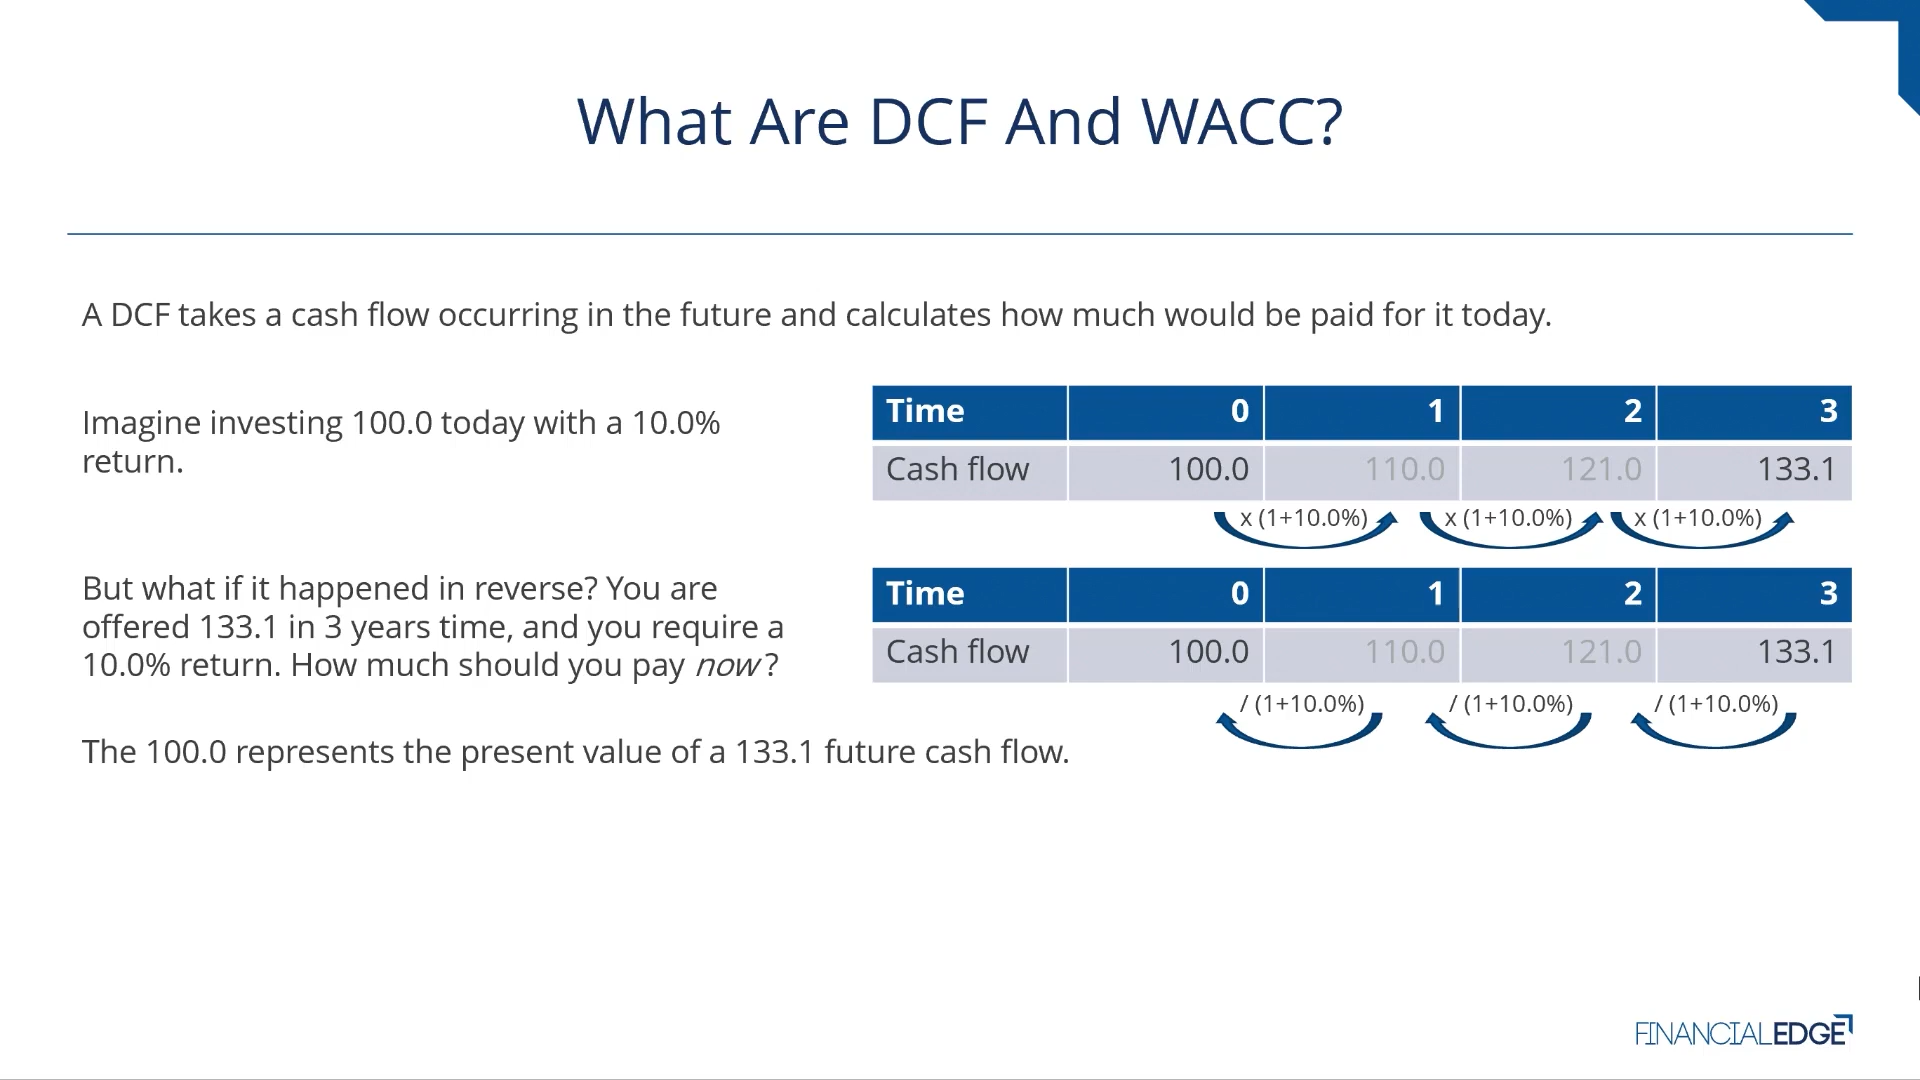 What Are DCF And WACC?
A DCF takes a cash flow occurring in the future and calculates how much would be paid for it today.
Imagine investing 100.0 today with a 10.0%
return.
Time 0 1 2 3
Cash flow 100.0 110.0 121.0 133.1
x (1+10.0%) x (1+10.0%) x (1+10.0%)
But what if it happened in reverse? You are
offered 133.1 in 3 years time, and you require a
10.0% return. How much should you pay now?
Time 0 1 2 3
Cash flow 100.0 110.0 121.0 133.1
/ (1+10.0%) / (1+10.0%) / (1+10.0%)
The 100.0 represents the present value of a 133.1 future cash flow.
FINANCIALEDGE